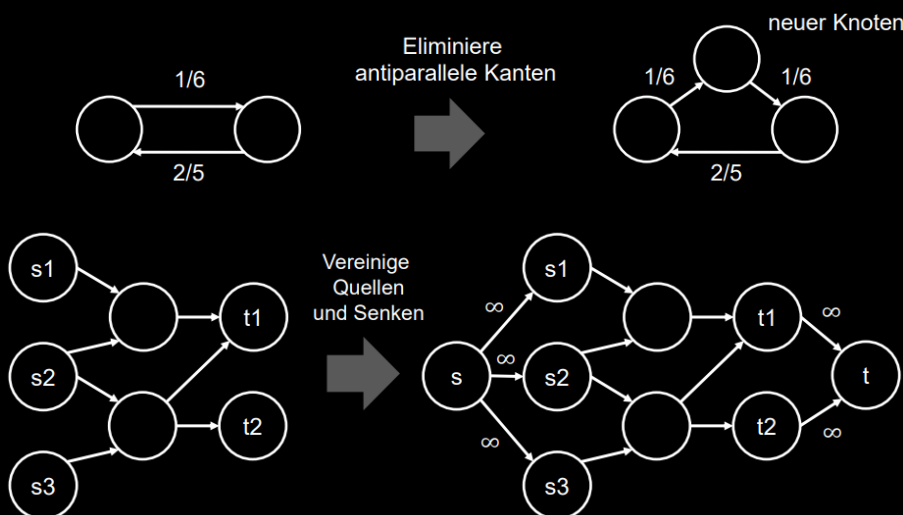 Eliminiere
antiparallele Kanten
neuer Knoten
1/6
2/5
1/6
1/6
2/5
Vereinige
Quellen
und Senken
s1
s2
s3
t1
t2
s
∞
∞
∞
s1
s2
s3
t1
t2
∞
∞
t